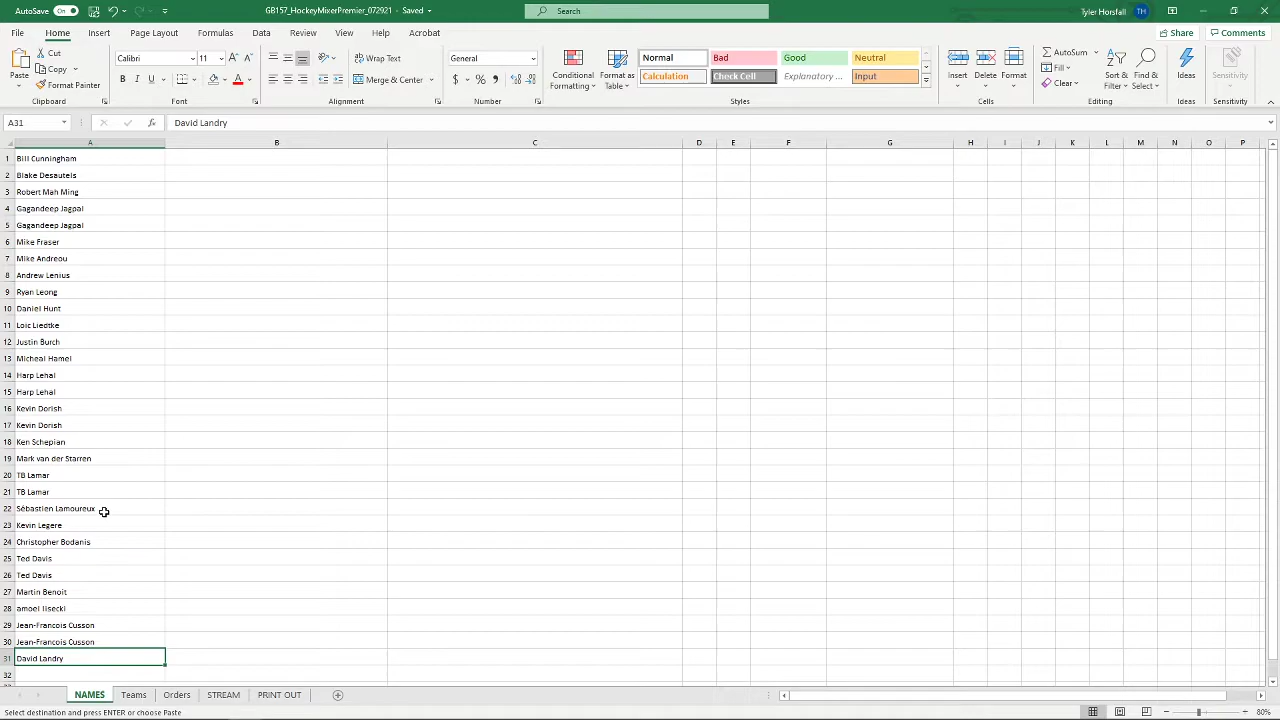 AutoSave On
GB157_HockeyMixerPremier_072921 - Saved
Search
Tyler Horsfall TH
File Home Insert Page Layout Formulas Data Review View Help Acrobat Share Comments
Paste Cut Copy Format Painter Clipboard
Calibri 11 B I U Font
Wrap Text Merge & Center Alignment
General $ % Number
Conditional Formatting Format as Table
Normal Bad Good Neutral
Calculation Check Cell Explanatory ... Input
Styles
Insert Delete Format Cells
AutoSum Fill Clear Sort & Filter Find & Select Editing
Ideas Ideas
Sensitivity Sensitivity
A31 fx David Landry
A B C D E F G H I J K L M N O P
1 Bill Cunningham
2 Blake Desautels
3 Robert Mah Ming
4 Gagandeep Jagpal
5 Gagandeep Jagpal
6 Mike Fraser
7 Mike Andreou
8 Andrew Lenius
9 Ryan Leong
10 Daniel Hunt
11 Loic Liedtke
12 Justin Burch
13 Micheal Hamel
14 Harp Lehal
15 Harp Lehal
16 Kevin Dorish
17 Kevin Dorish
18 Ken Schepian
19 Mark van der Starren
20 TB Lamar
21 TB Lamar
22 Sébastien Lamoureux
23 Kevin Legere
24 Christopher Bodanis
25 Ted Davis
26 Ted Davis
27 Martin Benoit
28
29 Jean-Francois Cusson
30 Jean-Francois Cusson
31 David Landry
32
NAMES Teams Orders STREAM PRINT OUT
Select destination and press ENTER or choose Paste
80%